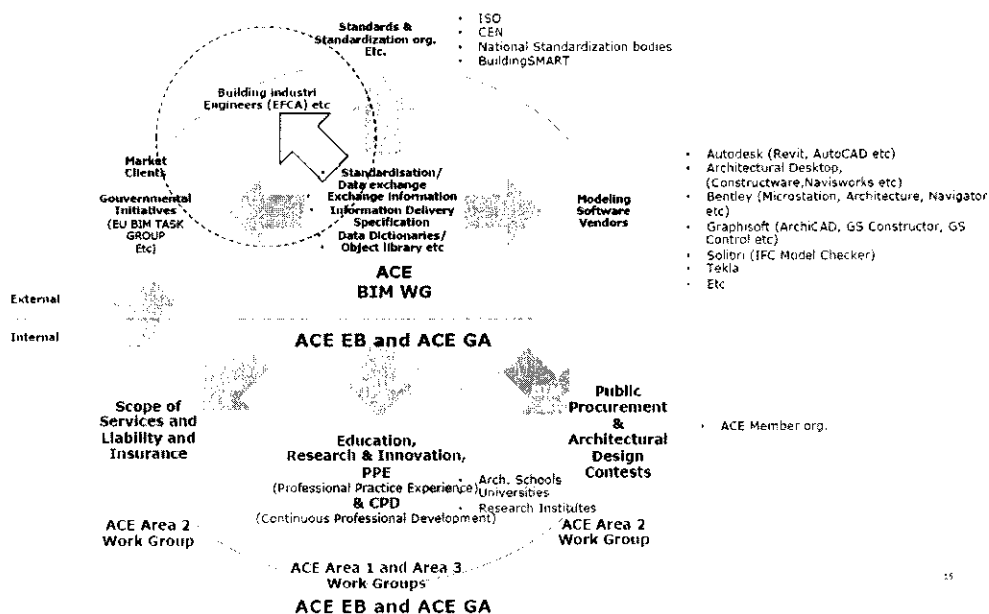 Standards &
Standardization org.
Etc.
• ISO
• CEN
• National Standardization bodies
• BuildingSMART
Building industri
Engineers (EFCA) etc
Market
Clients
Gouvernmental
Initiatives
(EU BIM TASK
GROUP
Etc)
• Standardisation/
Data exchange
Exchange Information
• Information Delivery
Specification
• Data Dictionaries/
Object library etc
Modeling
Software
Vendors
• Autodesk (Revit, AutoCAD etc)
• Architectural Desktop,
(Constructware,Navisworks etc)
• Bentley (Microstation, Architecture, Navigator
etc)
• Graphisoft (ArchiCAD, GS Constructor, GS
Control etc)
• Solibri (IFC Model Checker)
• Tekla
• Etc
ACE
BIM WG
External
Internal
ACE EB and ACE GA
Scope of
Services and
Liability and
Insurance
Education,
Research & Innovation,
PPE
(Professional Practice Experience)
& CPD
(Continuous Professional Development)
• Arch. Schools
Universities
• Research Institutes
Public
Procurement
&
Architectural
Design
Contests
• ACE Member org.
ACE Area 2
Work Group
ACE Area 1 and Area 3
Work Groups
ACE Area 2
Work Group
ACE EB and ACE GA
15